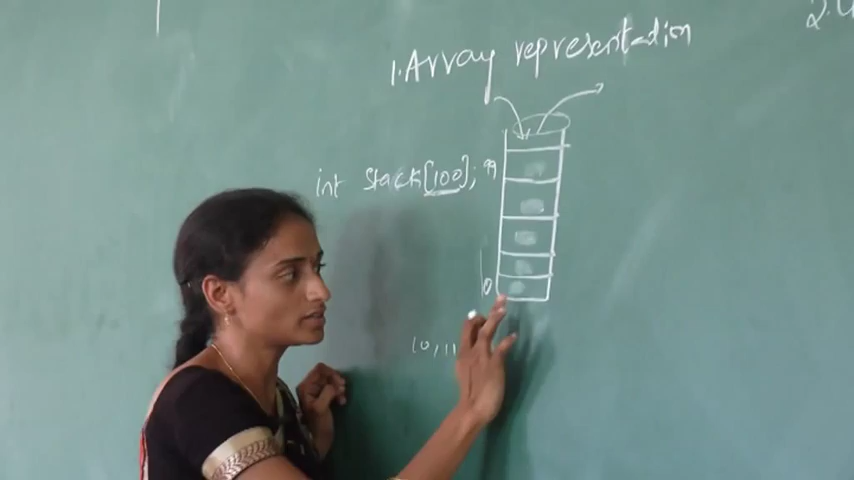 1. Array representation
int stack[100];
99
0
10, 11